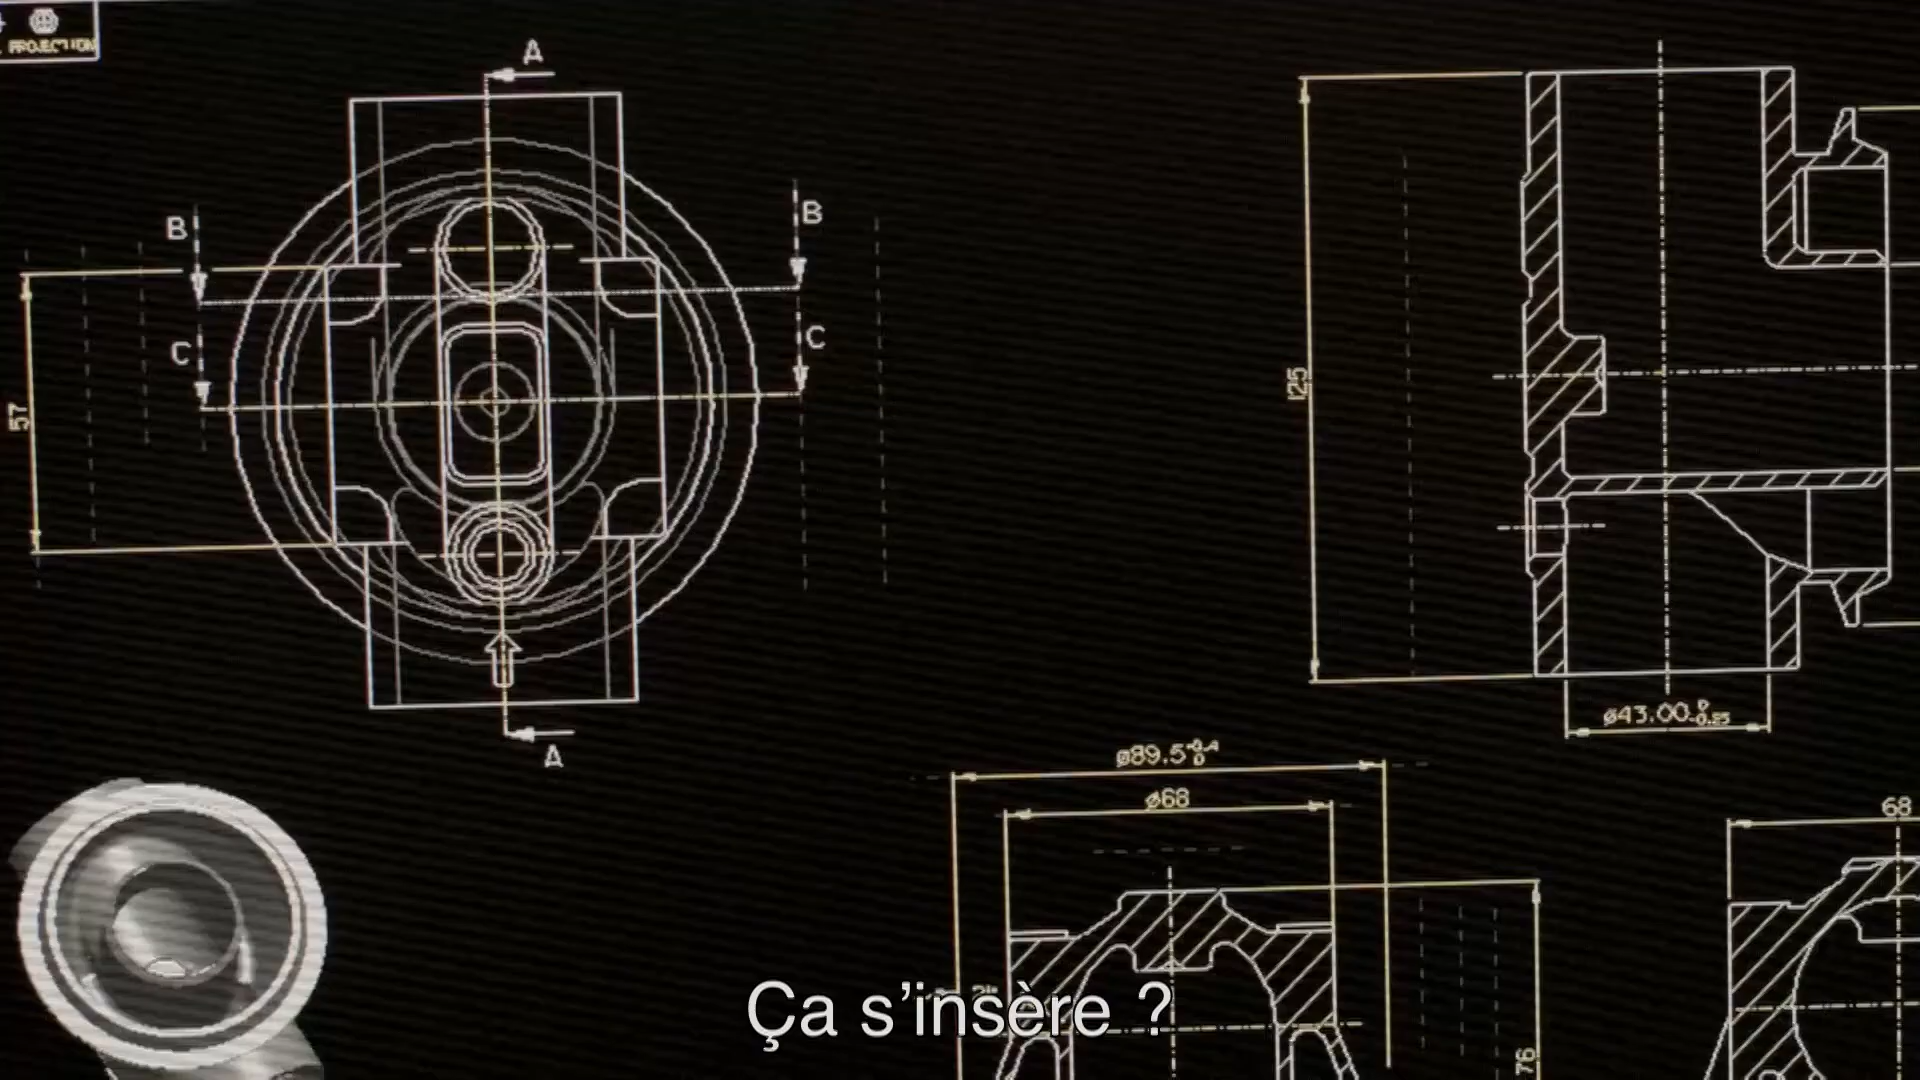 PROJECTION
A
B
B
C
C
57
A
125
ø43.00
ø89.5
ø68
68
76
Ça s’insère ?